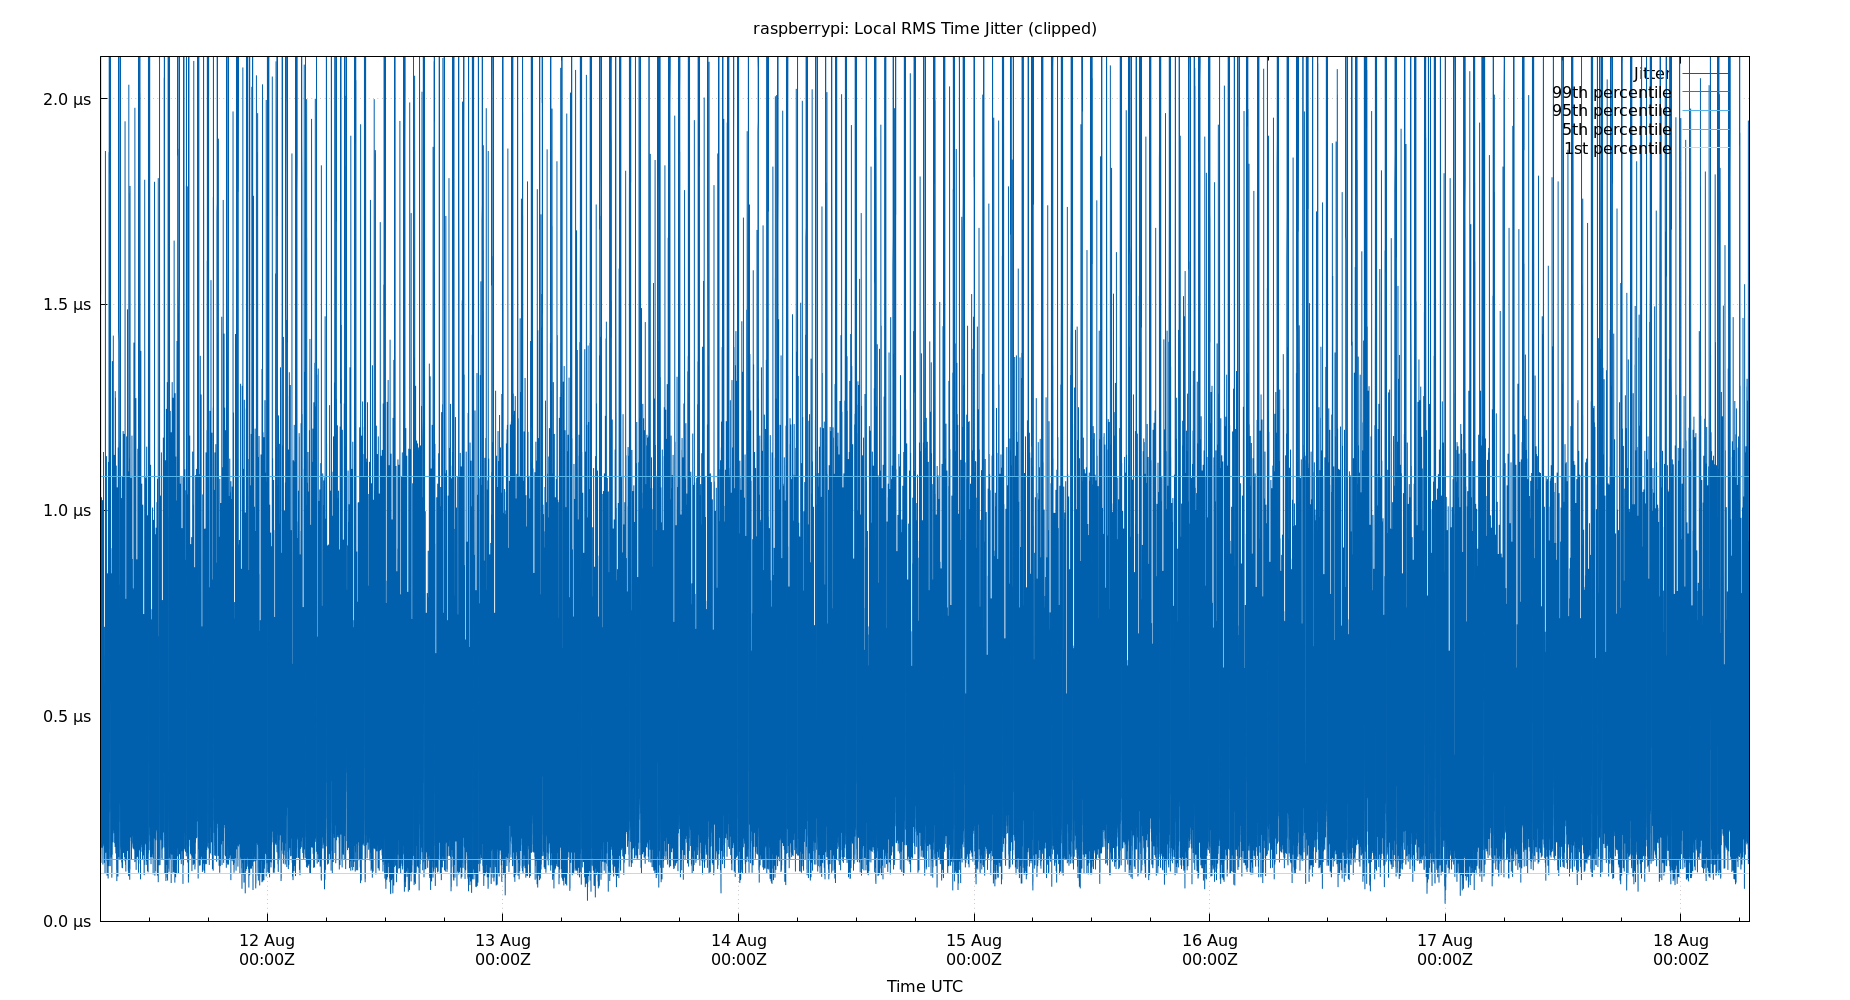 raspberrypi: Local RMS Time Jitter (clipped)
Jitter
99th percentile
95th percentile
5th percentile
1st percentile
2.0 μs
1.5 μs
1.0 μs
0.5 μs
0.0 μs
12 Aug 13 Aug 14 Aug 15 Aug 16 Aug 17 Aug 18 Aug
00:00Z 00:00Z 00:00Z 00:00Z 00:00Z 00:00Z 00:00Z
Time UTC